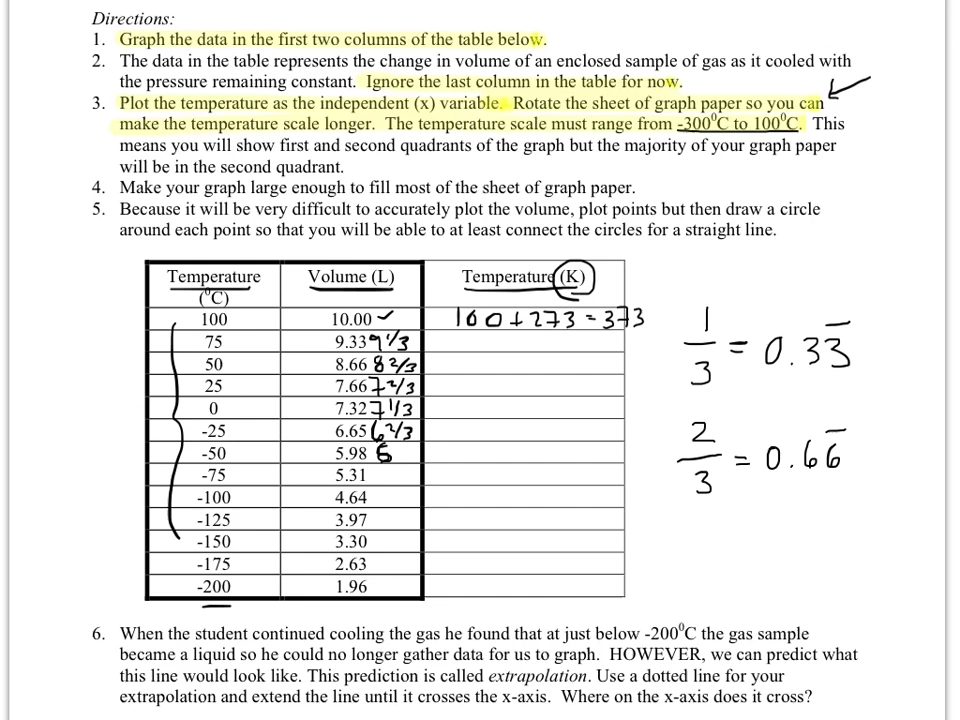 Directions:
1. Graph the data in the first two columns of the table below.
2. The data in the table represents the change in volume of an enclosed sample of gas as it cooled with
the pressure remaining constant. Ignore the last column in the table for now.
3. Plot the temperature as the independent (x) variable. Rotate the sheet of graph paper so you can
make the temperature scale longer. The temperature scale must range from -300⁰C to 100⁰C. This
means you will show first and second quadrants of the graph but the majority of your graph paper
will be in the second quadrant.
4. Make your graph large enough to fill most of the sheet of graph paper.
5. Because it will be very difficult to accurately plot the volume, plot points but then draw a circle
around each point so that you will be able to at least connect the circles for a straight line.
Temperature Volume (L) Temperature (K)
(⁰C)
100 10.00 ✓ 100+273=373
75 9.33 9 1/3
50 8.66 8 2/3
25 7.66 7 2/3
0 7.32 7 1/3
-25 6.65 6 2/3
-50 5.98 6
-75 5.31
-100 4.64
-125 3.97
-150 3.30
-175 2.63
-200 1.96
1/3 = 0.33̅
2/3 = 0.66̅
6. When the student continued cooling the gas he found that at just below -200⁰C the gas sample
became a liquid so he could no longer gather data for us to graph. HOWEVER, we can predict what
this line would look like. This prediction is called extrapolation. Use a dotted line for your
extrapolation and extend the line until it crosses the x-axis. Where on the x-axis does it cross?